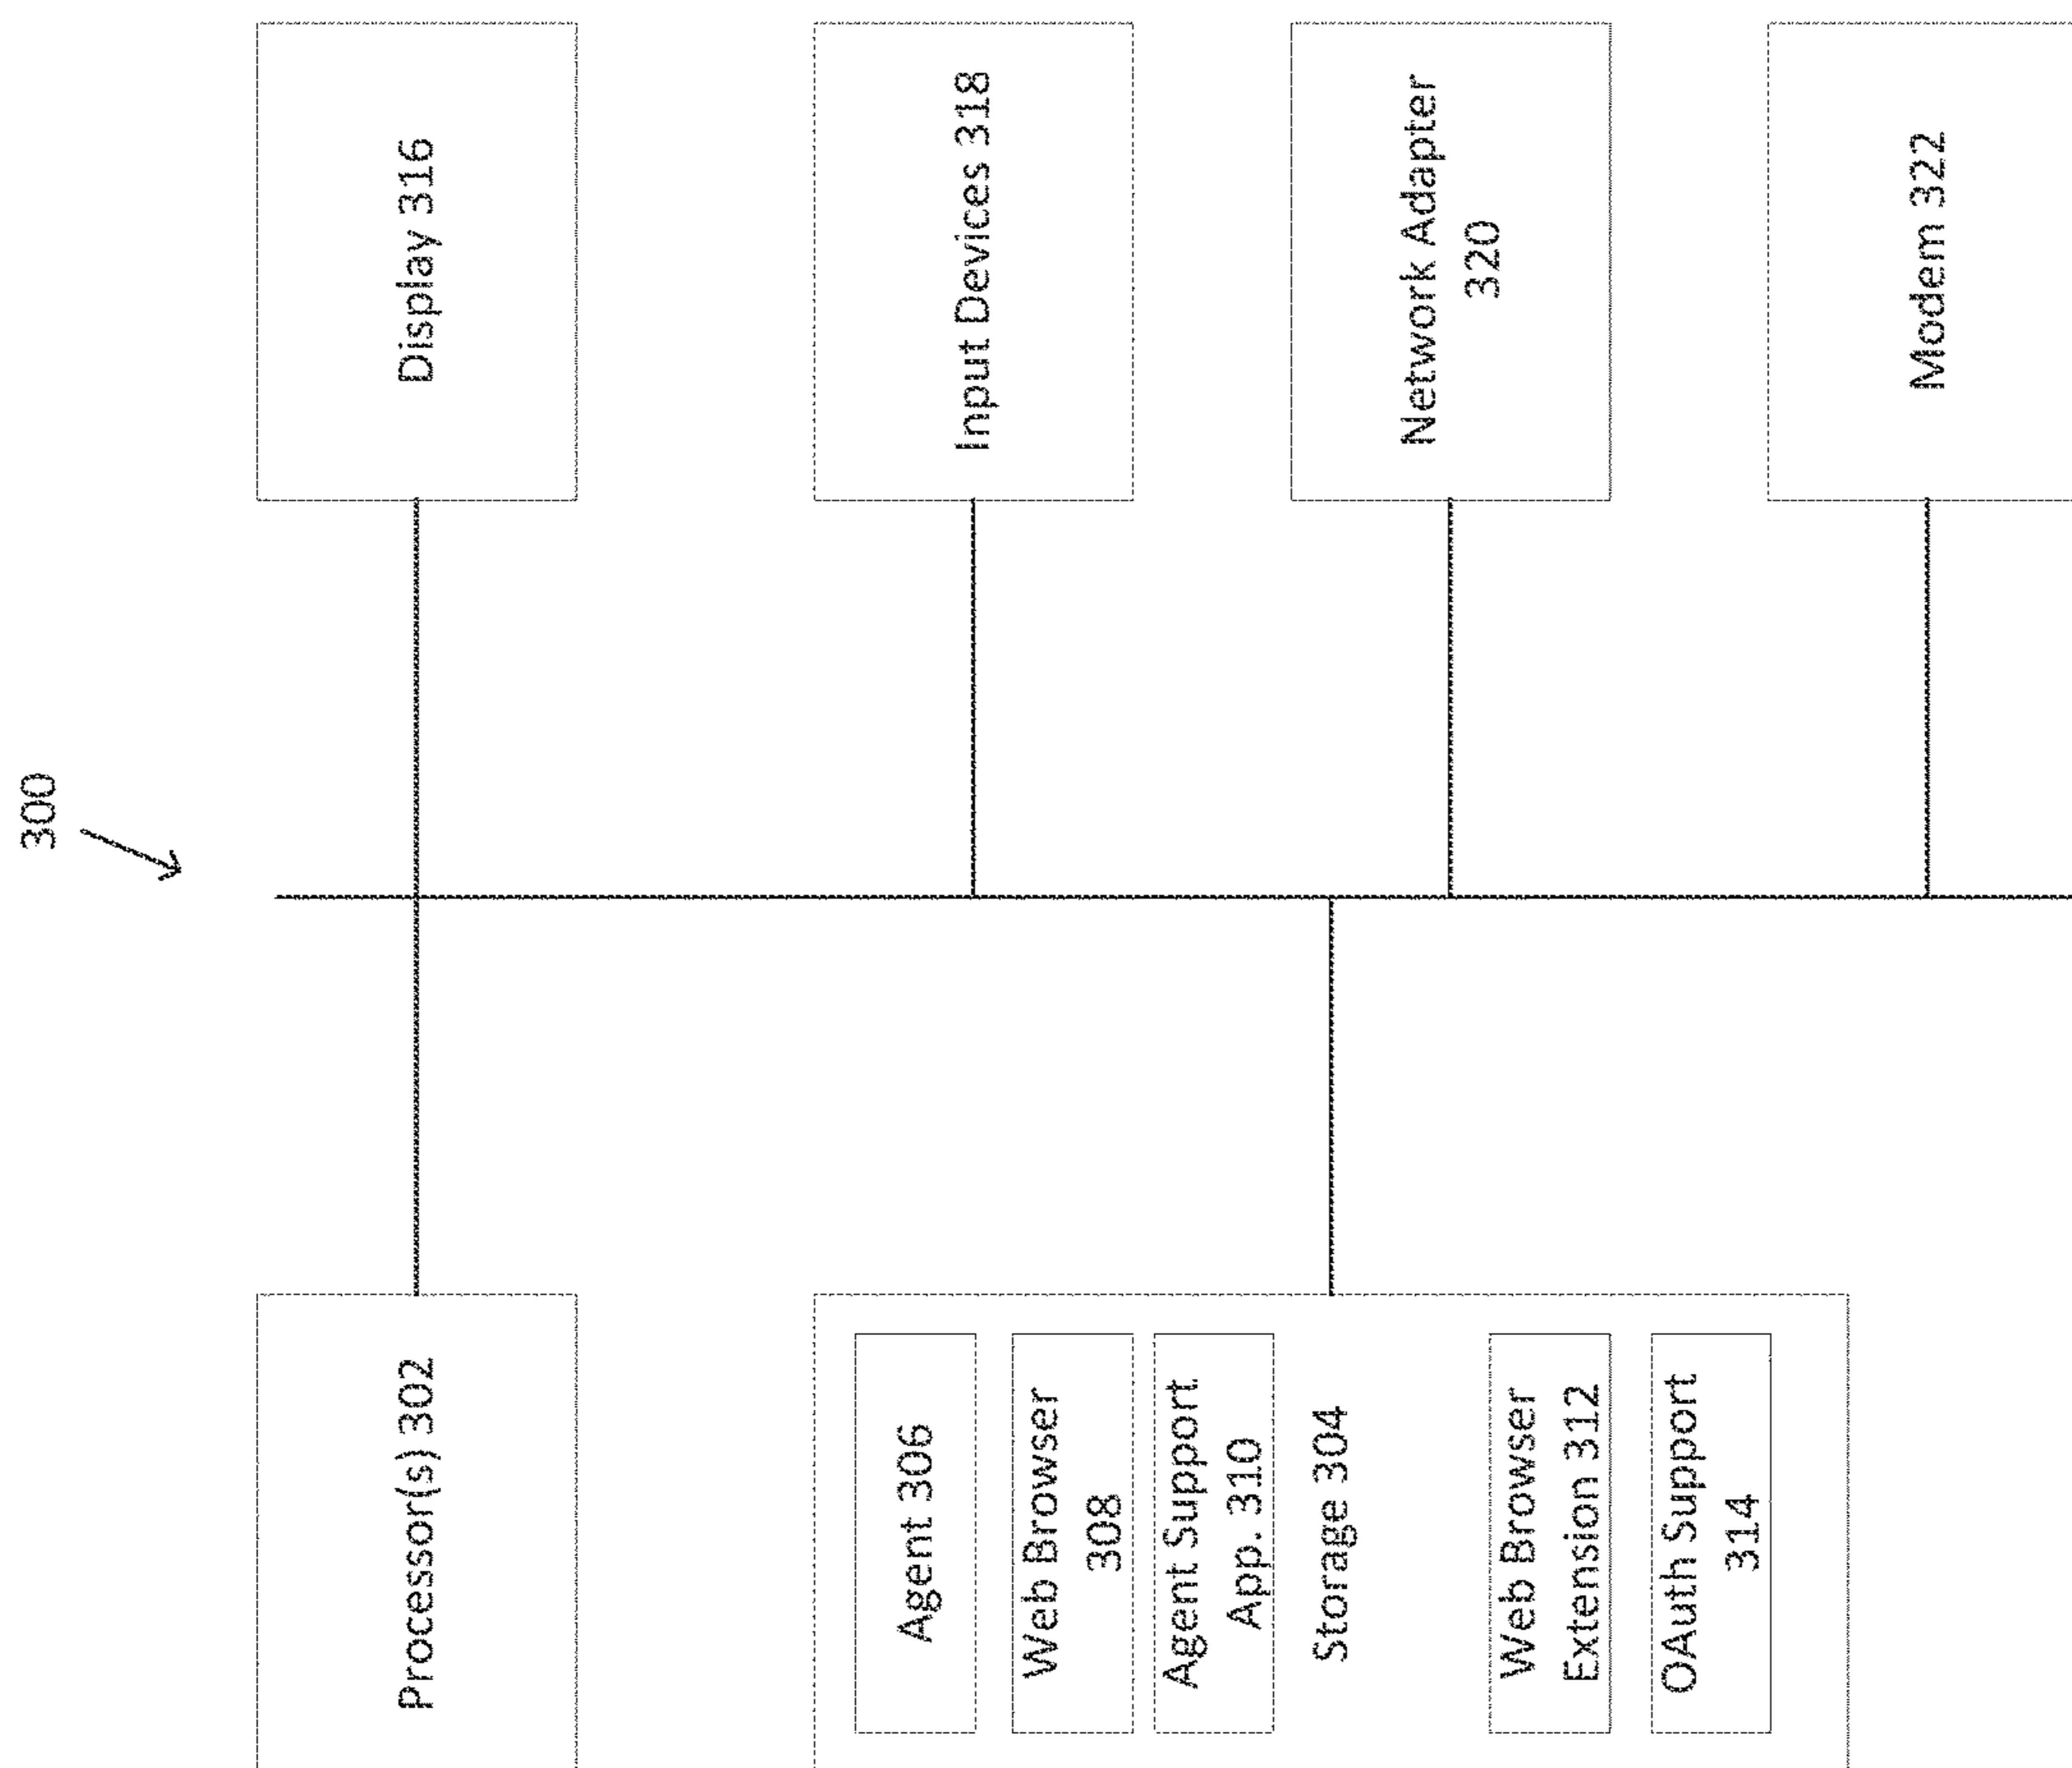 300
Processor(s) 302
Display 316
Agent 306
Web Browser
308
Agent Support
App. 310
Storage 304
Web Browser
Extension 312
OAuth Support
314
Input Devices 318
Network Adapter
320
Modem 322